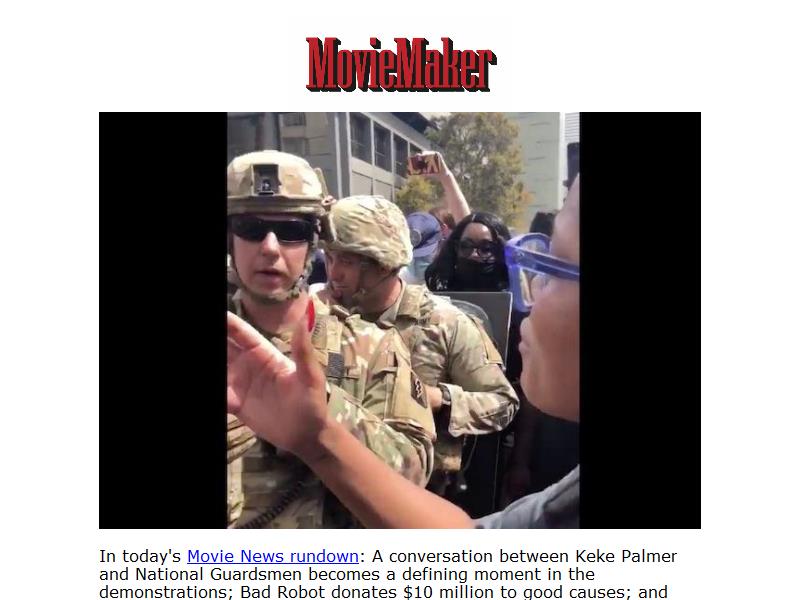 MovieMaker
In today's Movie News rundown: A conversation between Keke Palmer
and National Guardsmen becomes a defining moment in the
demonstrations; Bad Robot donates $10 million to good causes; and